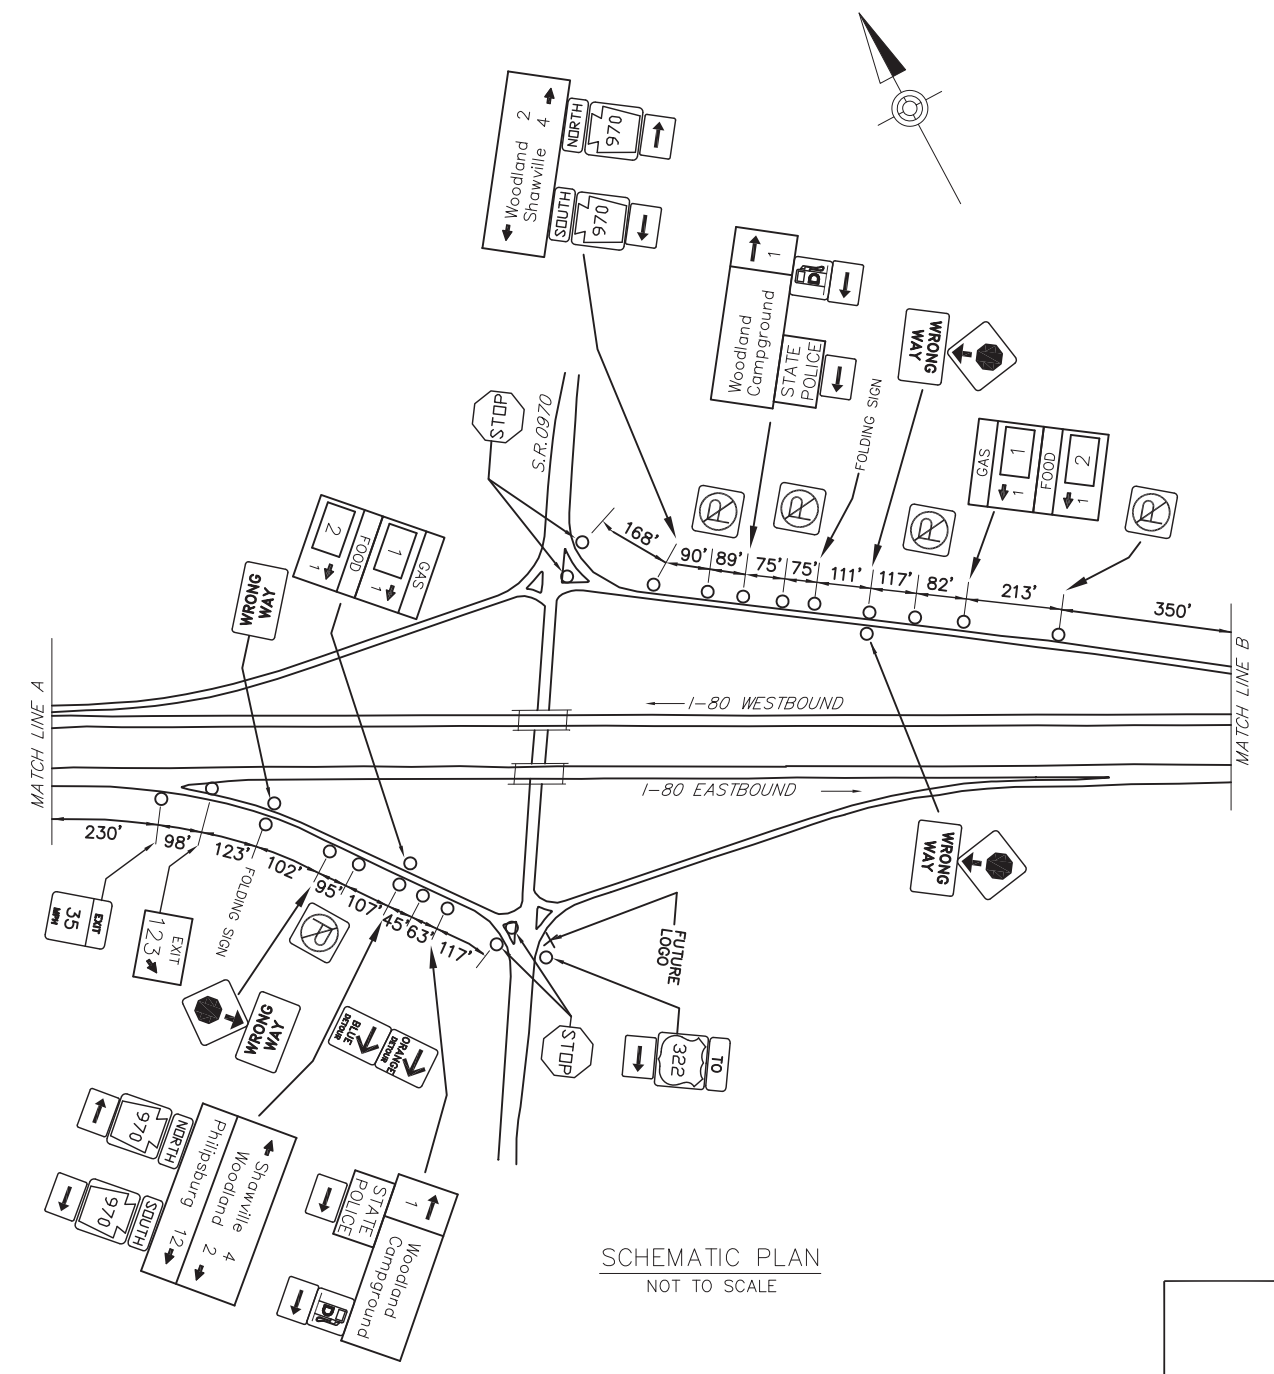 Woodland 2
Shawville 4
NORTH
970
SOUTH
970
1
Woodland
Campground
D
STATE
POLICE
FOLDING SIGN
WRONG
WAY
GAS
1
1
FOOD
2
1
P
P
P
P
STOP
S.R.0970
168'
90'
89'
75'
75'
111'
117'
82'
213'
350'
GAS
1
1
FOOD
2
1
WRONG
WAY
MATCH LINE A
MATCH LINE B
I-80 WESTBOUND
I-80 EASTBOUND
230'
98'
123'
102'
95'
107'
45'
63'
117'
EXIT
35
MPH
EXIT
123
FOLDING SIGN
P
WRONG
WAY
WRONG
WAY
BLUE
DETOUR
ORANGE
DETOUR
FUTURE
LOGO
STOP
TO
322
NORTH
970
SOUTH
970
Shawville 4
Woodland 2
Philipsburg 12
STATE
POLICE
1
Woodland
Campground
D
SCHEMATIC PLAN
NOT TO SCALE